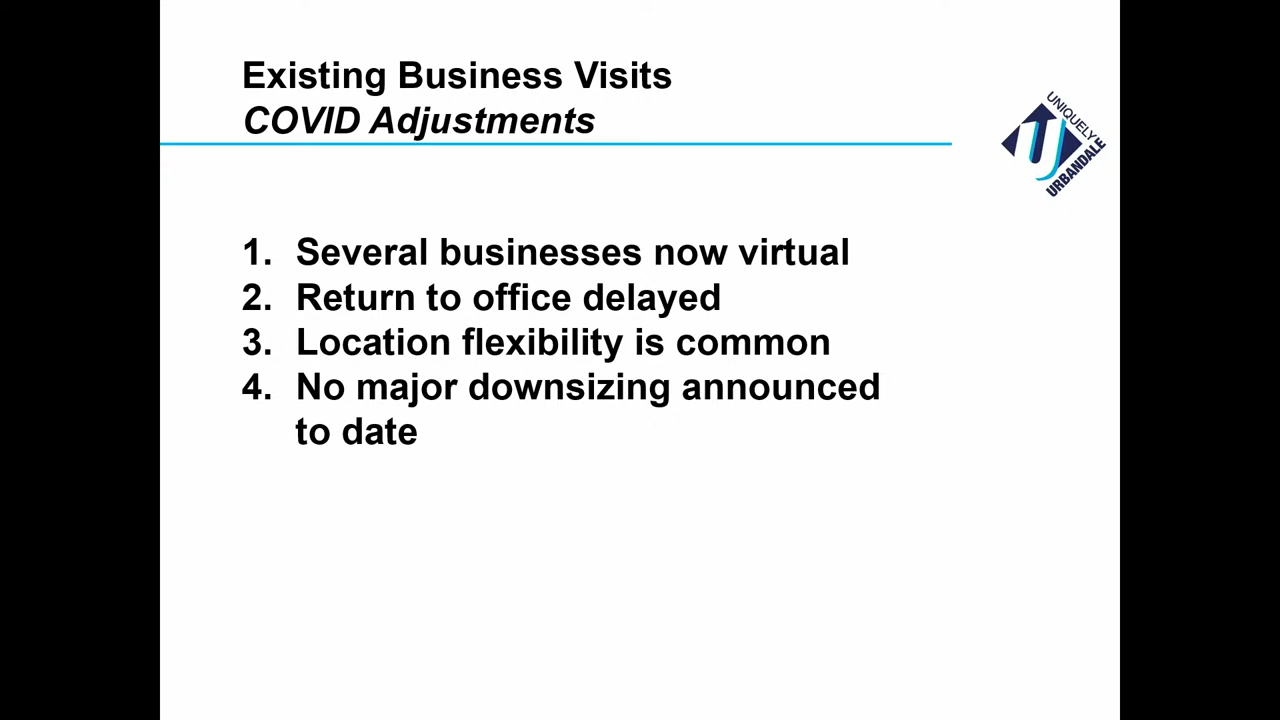 Existing Business Visits
COVID Adjustments
UNIQUELY
URBANDALE
1. Several businesses now virtual
2. Return to office delayed
3. Location flexibility is common
4. No major downsizing announced
to date